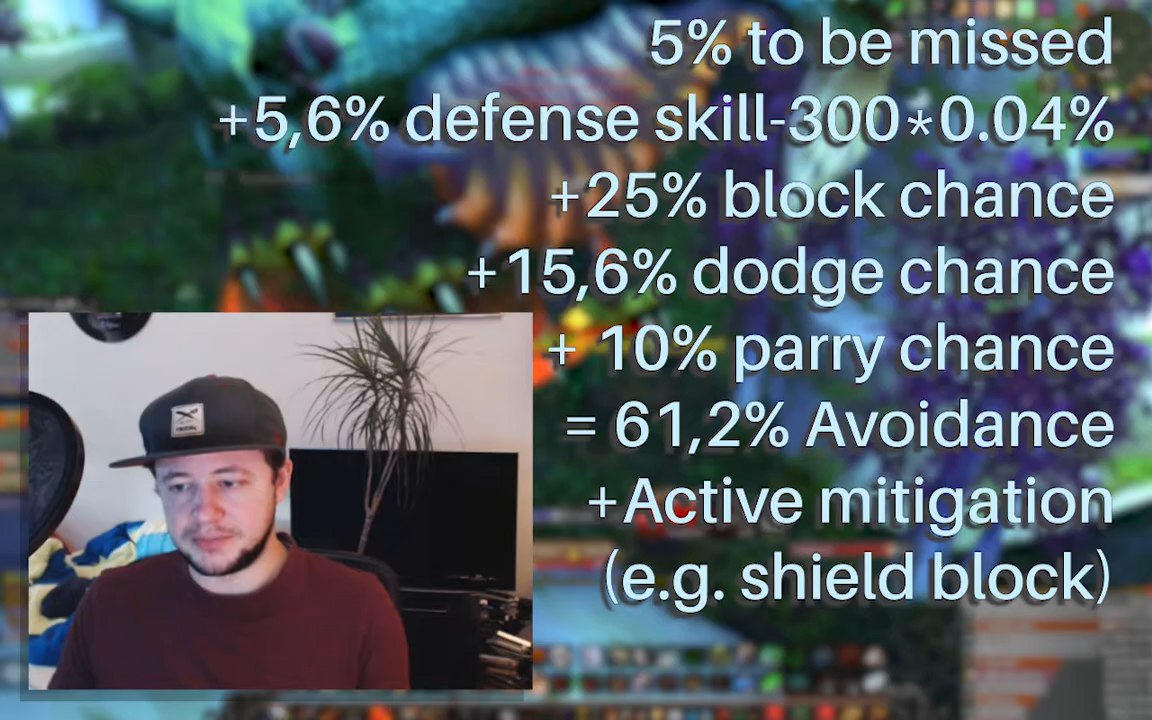 5% to be missed
+5,6% defense skill-300*0.04%
+25% block chance
+15,6% dodge chance
+ 10% parry chance
= 61,2% Avoidance
+Active mitigation
(e.g. shield block)